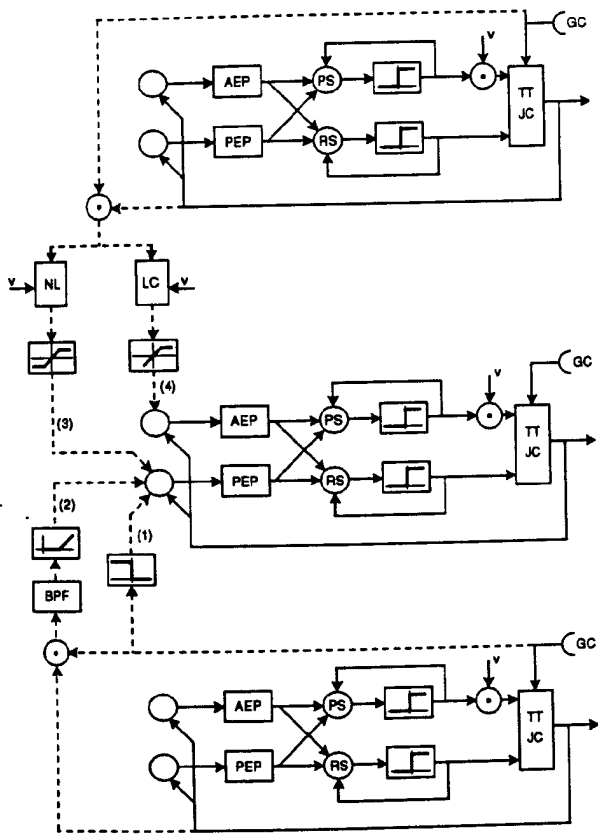 GC
v
AEP
PS
TT
JC
PEP
RS
v
NL
LC
v
(4)
GC
(3)
v
AEP
PS
TT
JC
PEP
RS
(2)
(1)
BPF
GC
v
AEP
PS
TT
JC
PEP
RS